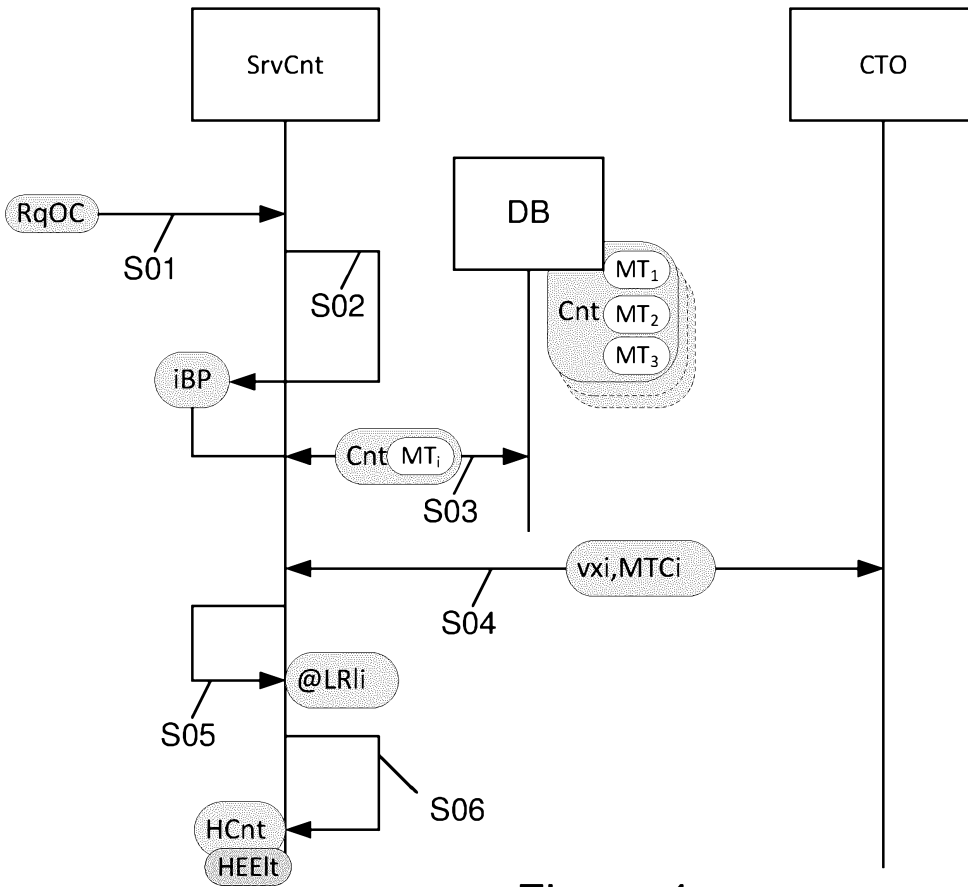 SrvCnt
CTO
DB
RqOC
S01
S02
MT₁
Cnt
MT₂
MT₃
iBP
Cnt MTᵢ
S03
vxi,MTCi
S04
@LRli
S05
S06
HCnt
HEElt